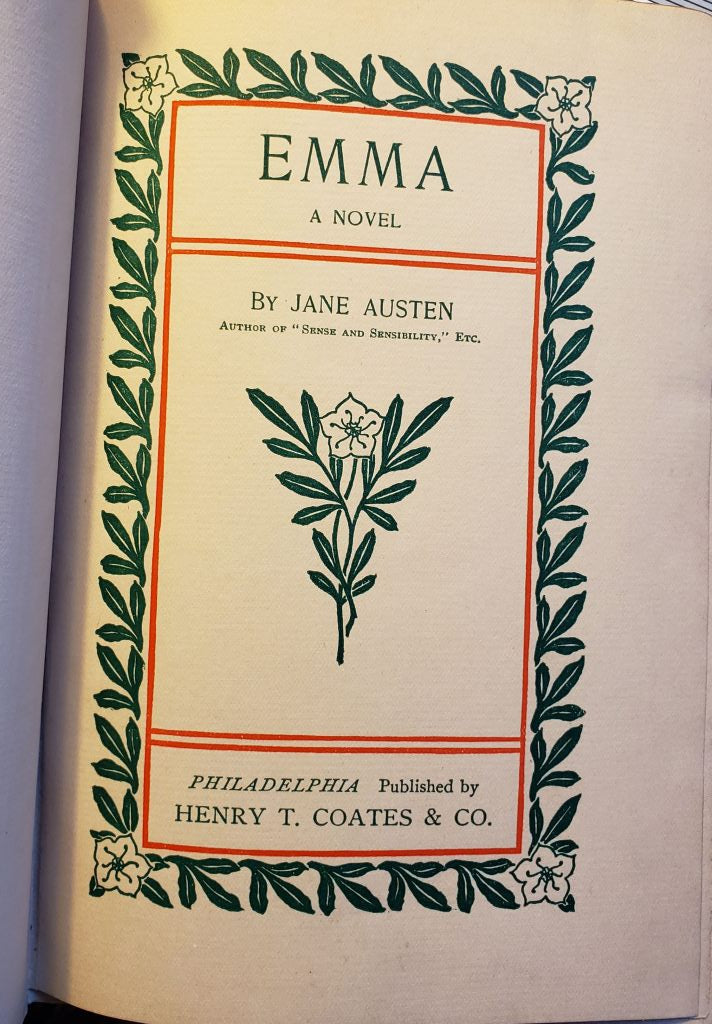 EMMA
A NOVEL
By JANE AUSTEN
Author of "Sense and Sensibility," Etc.
PHILADELPHIA Published by
HENRY T. COATES & CO.